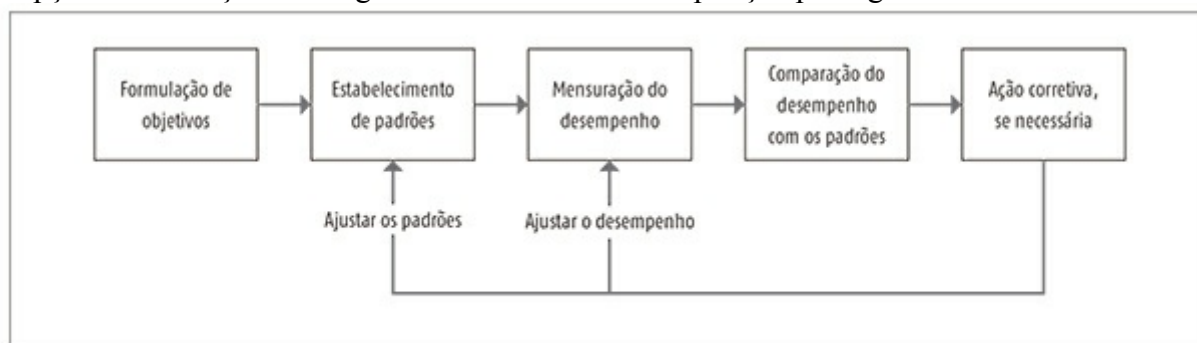 Formulação de
objetivos
Estabelecimento
de padrões
Mensuração do
desempenho
Comparação do
desempenho
com os padrões
Ação corretiva,
se necessária
Ajustar os padrões
Ajustar o desempenho